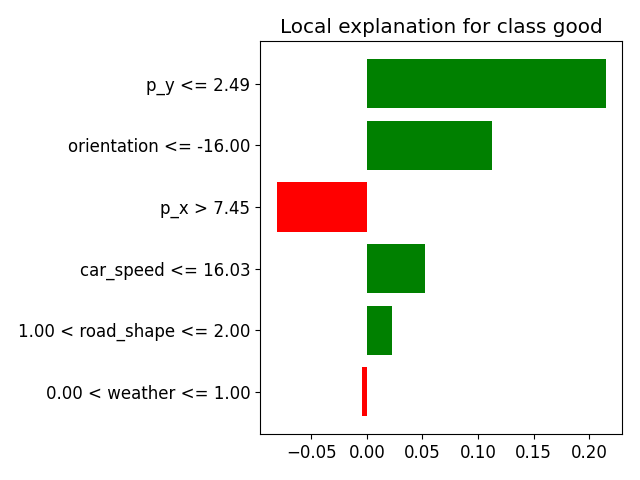 Local explanation for class good
p_y <= 2.49
orientation <= -16.00
p_x > 7.45
car_speed <= 16.03
1.00 < road_shape <= 2.00
0.00 < weather <= 1.00
−0.05 0.00 0.05 0.10 0.15 0.20